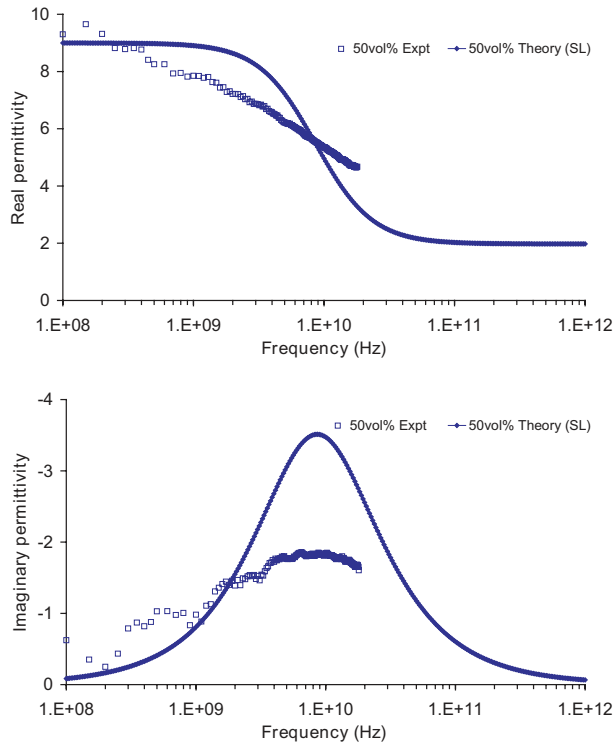 10
50vol% Expt
50vol% Theory (SL)
8
6
4
2
0
Real permittivity
1.E+08
1.E+09
1.E+10
1.E+11
1.E+12
Frequency (Hz)
-4
50vol% Expt
50vol% Theory (SL)
-3
-2
-1
0
Imaginary permittivity
1.E+08
1.E+09
1.E+10
1.E+11
1.E+12
Frequency (Hz)